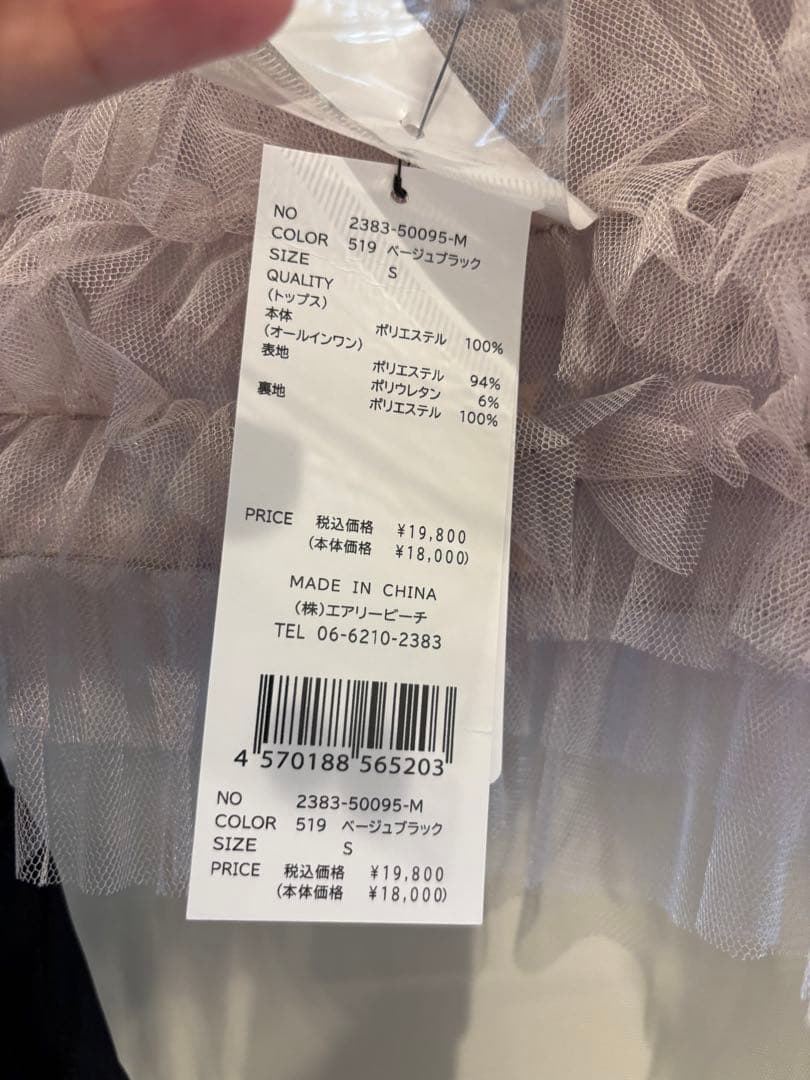 NO 2383-50095-M
COLOR 519 ベージュブラック
SIZE S
QUALITY
(トップス)
本体 ポリエステル 100%
(オールインワン)
表地 ポリエステル 94%
ポリウレタン 6%
裏地 ポリエステル 100%
PRICE 税込価格 ¥19,800
(本体価格 ¥18,000)
MADE IN CHINA
(株)エアリービーチ
TEL 06-6210-2383
4 570188 565203
NO 2383-50095-M
COLOR 519 ベージュブラック
SIZE S
PRICE 税込価格 ¥19,800
(本体価格 ¥18,000)